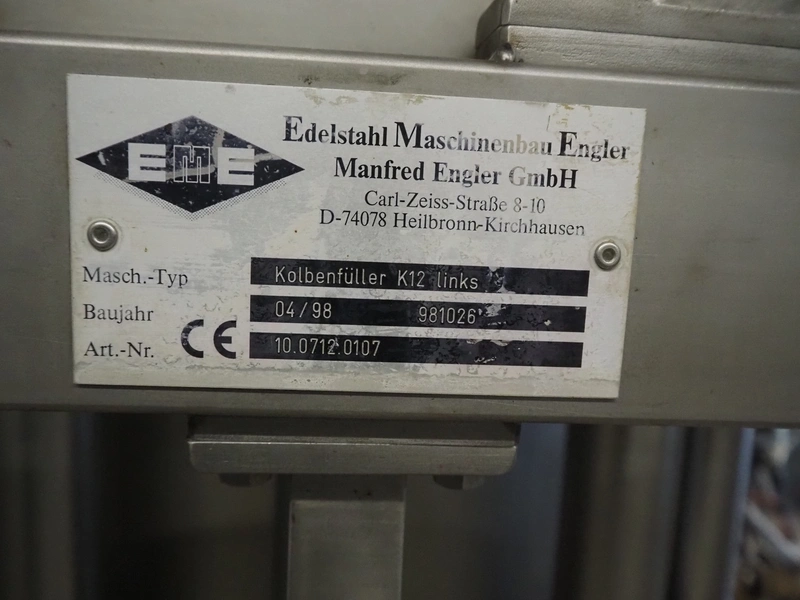 EME
Edelstahl Maschinenbau Engler
Manfred Engler GmbH
Carl-Zeiss-Straße 8-10
D-74078 Heilbronn-Kirchhausen
Masch.-Typ Kolbenfüller K12 links
Baujahr 04/98 981026
Art.-Nr. CE 10.0712.0107